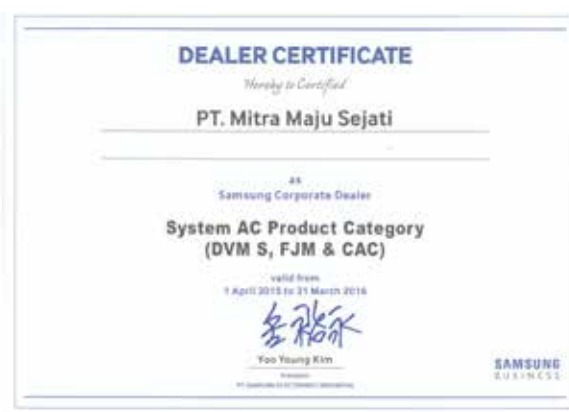 DEALER CERTIFICATE
Hereby is Certified
PT. Mitra Maju Sejati
as
Samsung Corporate Dealer
System AC Product Category
(DVM S, FJM & CAC)
valid from
1 April 2015 to 31 March 2016
Yoo Young Kim
President
SAMSUNG
BUSINESS